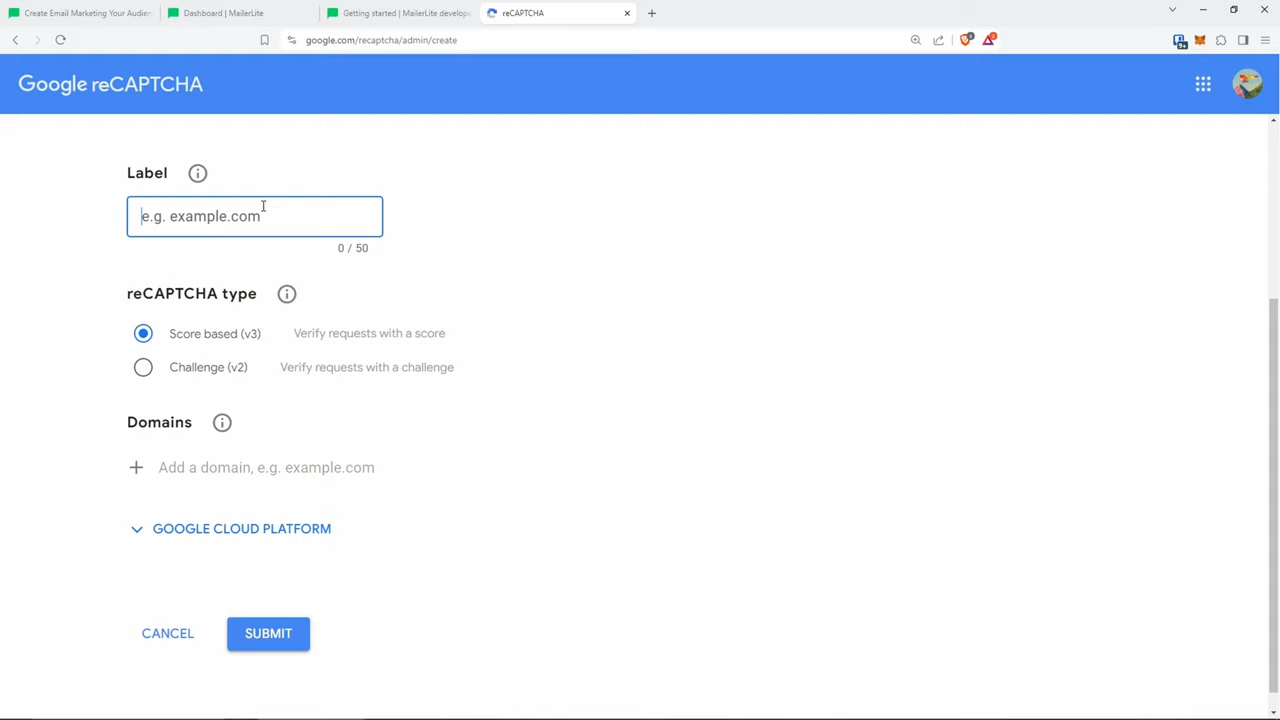 Create Email Marketing Your Audien
Dashboard | MailerLite
Getting started | MailerLite develope
reCAPTCHA
google.com/recaptcha/admin/create
Google reCAPTCHA
Label
e.g. example.com
0 / 50
reCAPTCHA type
Score based (v3) Verify requests with a score
Challenge (v2) Verify requests with a challenge
Domains
Add a domain, e.g. example.com
GOOGLE CLOUD PLATFORM
CANCEL
SUBMIT